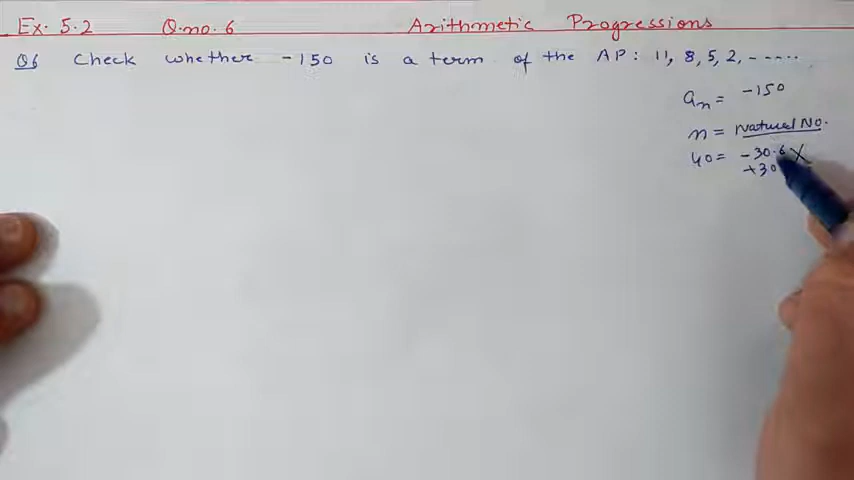 Ex. 5.2 Q.no. 6 Arithmetic Progressions
Q6 Check whether -150 is a term of the AP: 11, 8, 5, 2, ------
an = -150
n = Natural No.
40 = -30.6 X
+30